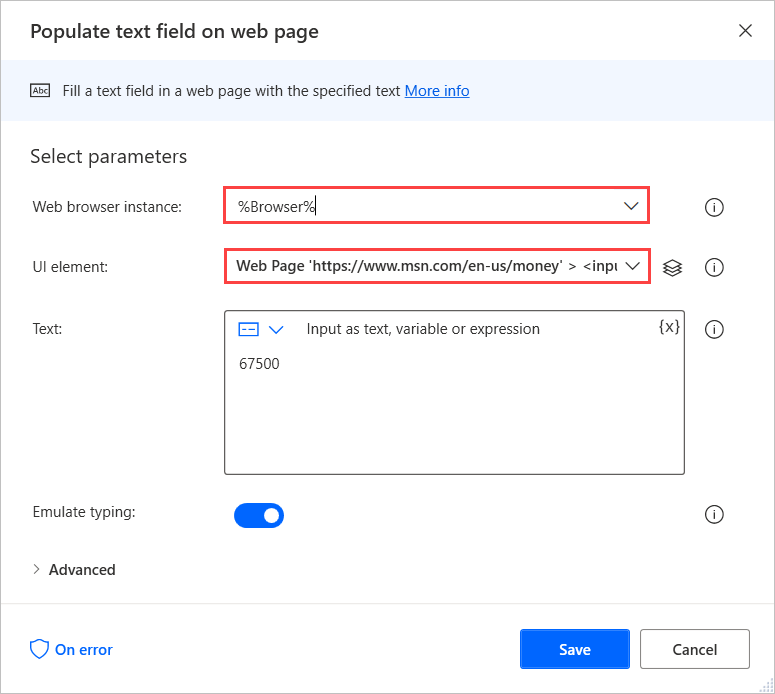 Populate text field on web page
Abc Fill a text field in a web page with the specified text More info
Select parameters
Web browser instance: %Browser%
UI element: Web Page 'https://www.msn.com/en-us/money' > <inpu
Text: Input as text, variable or expression {x}
67500
Emulate typing:
Advanced
On error Save Cancel